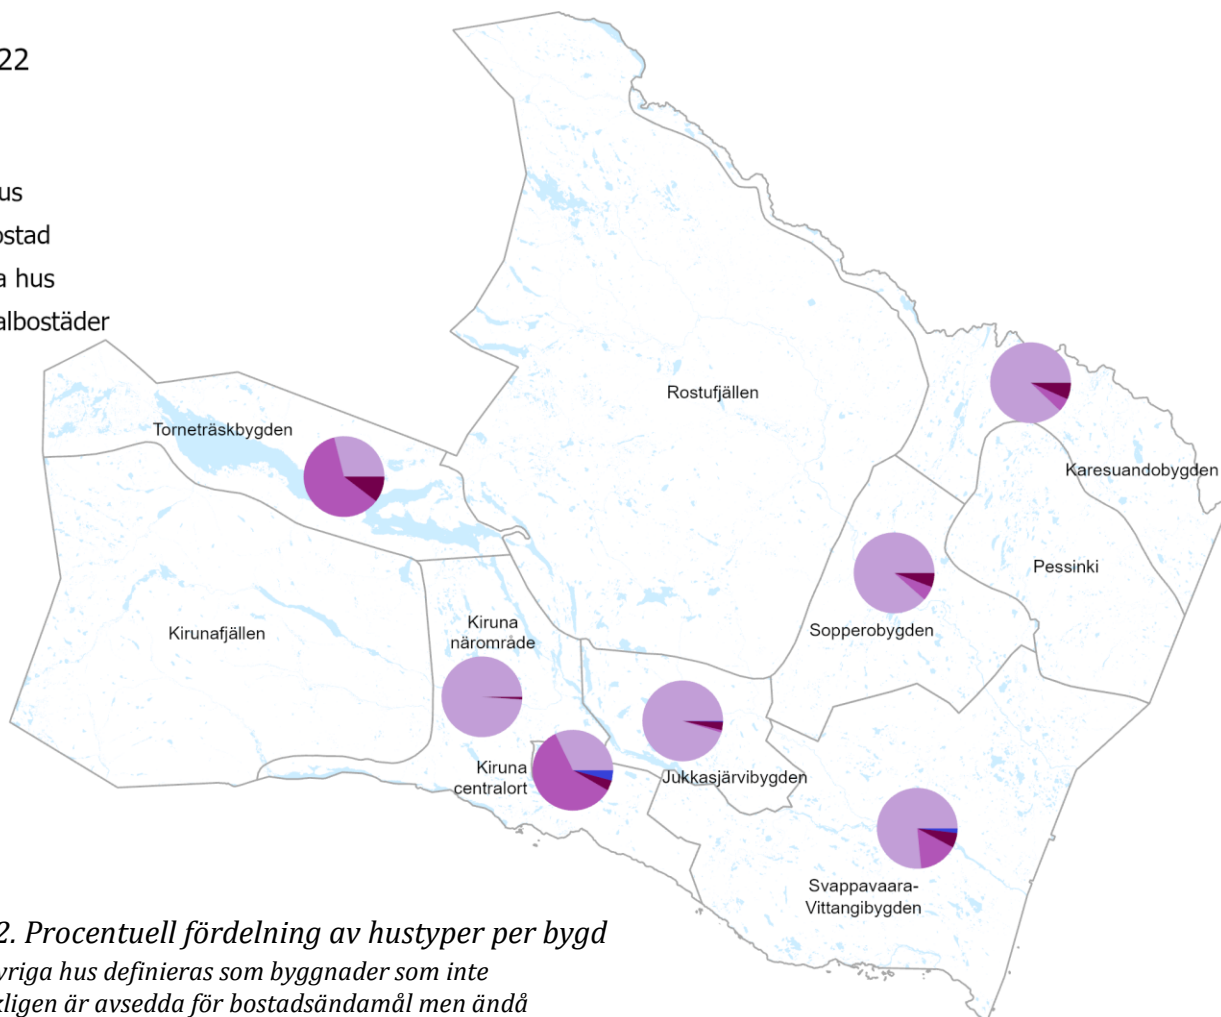 22
us
ostad
a hus
albostäder
Rostufjällen
Torneträskbygden
Karesuandobygden
Pessinki
Kirunafjällen
Kiruna
närområde
Sopperobygden
Kiruna
centralort
Jukkasjärvibygden
Svappavaara-
Vittangibygden
2. Procentuell fördelning av hustyper per bygd
vriga hus definieras som byggnader som inte
kligen är avsedda för bostadsändamål men ändå